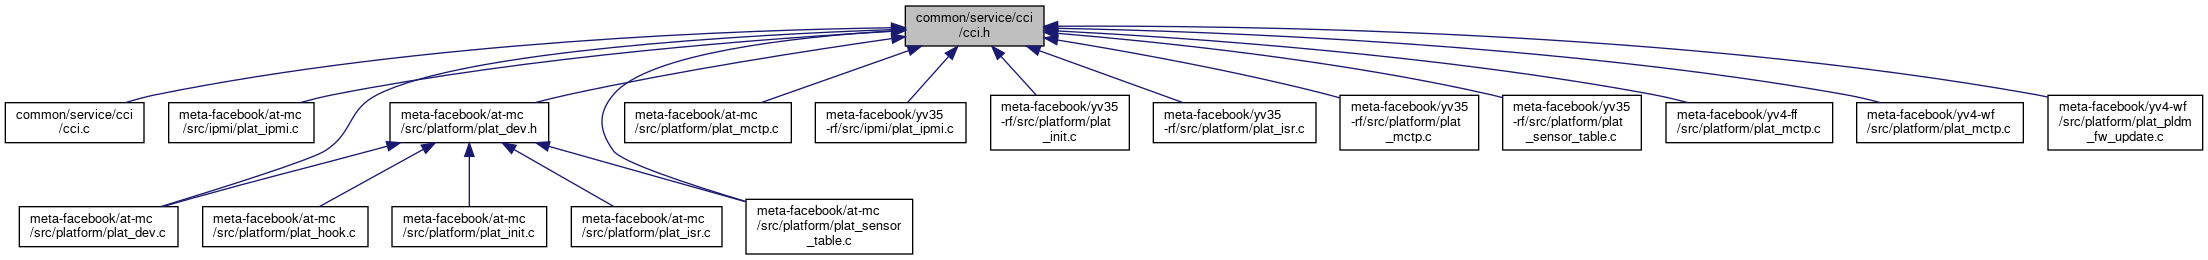 common/service/cci
/cci.h
common/service/cci
/cci.c
meta-facebook/at-mc
/src/ipmi/plat_ipmi.c
meta-facebook/at-mc
/src/platform/plat_dev.h
meta-facebook/at-mc
/src/platform/plat_mctp.c
meta-facebook/yv35
-rf/src/ipmi/plat_ipmi.c
meta-facebook/yv35
-rf/src/platform/plat
_init.c
meta-facebook/yv35
-rf/src/platform/plat_isr.c
meta-facebook/yv35
-rf/src/platform/plat
_mctp.c
meta-facebook/yv35
-rf/src/platform/plat
_sensor_table.c
meta-facebook/yv4-ff
/src/platform/plat_mctp.c
meta-facebook/yv4-wf
/src/platform/plat_mctp.c
meta-facebook/yv4-wf
/src/platform/plat_pldm
_fw_update.c
meta-facebook/at-mc
/src/platform/plat_dev.c
meta-facebook/at-mc
/src/platform/plat_hook.c
meta-facebook/at-mc
/src/platform/plat_init.c
meta-facebook/at-mc
/src/platform/plat_isr.c
meta-facebook/at-mc
/src/platform/plat_sensor
_table.c